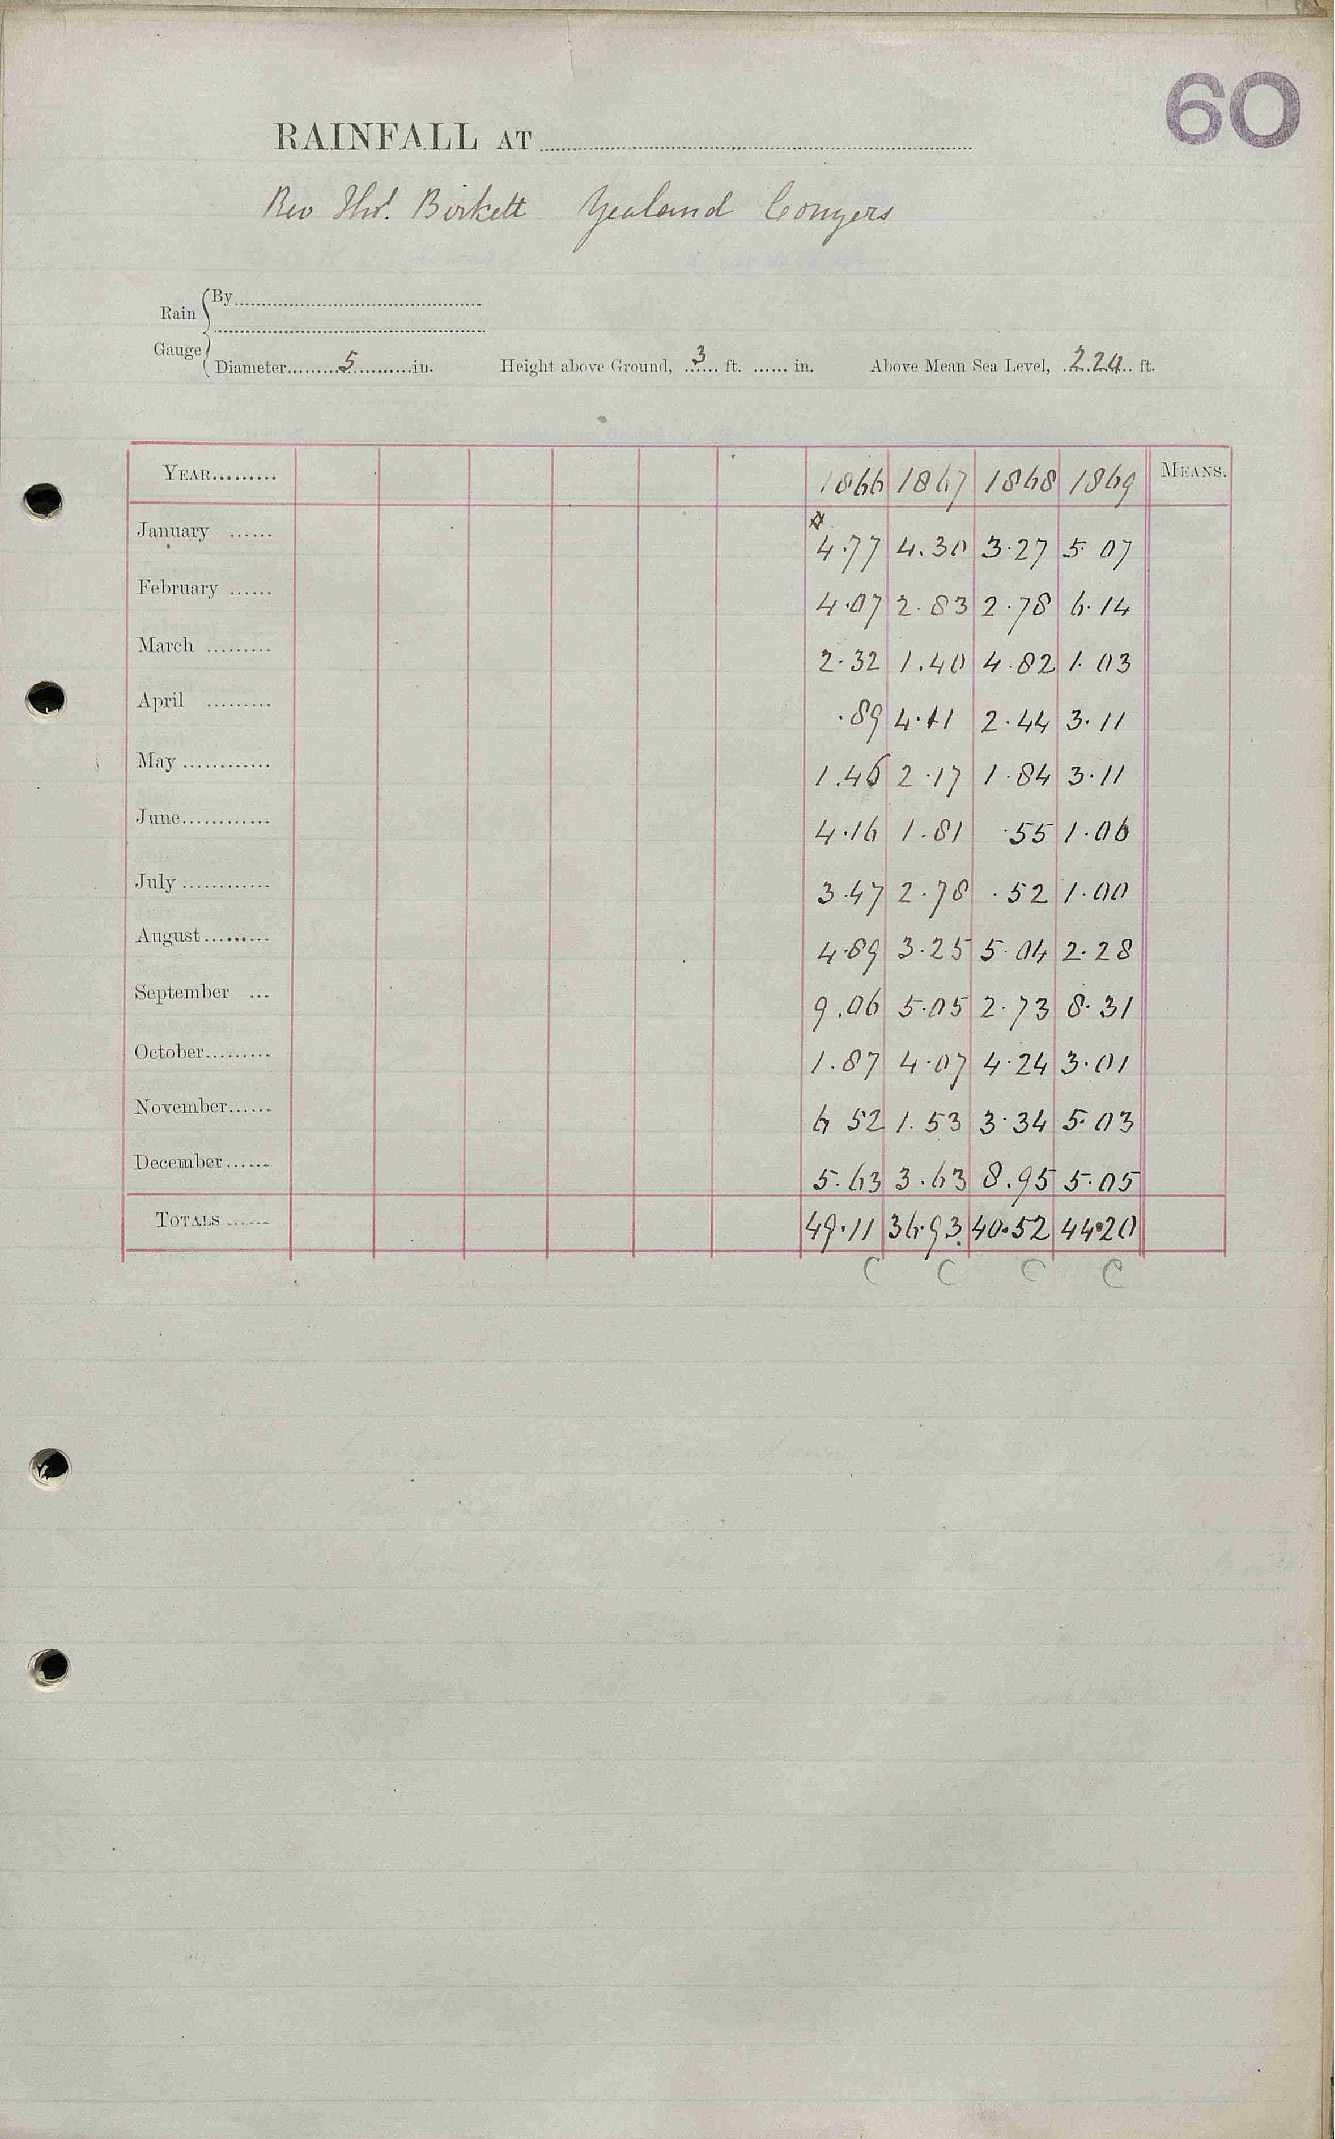 60
RAINFALL AT
Rev Thos. Birkett Yealand Conyers
Rain Gauge
By
Diameter 5 in. Height above Ground, 3 ft. in. Above Mean Sea Level, 224 ft.
YEAR 1866 1867 1868 1869 MEANS.
January 4.77 4.30 3.27 5.07
February 4.07 2.83 2.78 6.14
March 2.32 1.40 4.82 1.03
April .89 4.11 2.44 3.11
May 1.46 2.17 1.84 3.11
June 4.16 1.81 .55 1.06
July 3.47 2.78 .52 1.00
August 4.89 3.25 5.04 2.28
September 9.06 5.05 2.73 8.31
October 1.87 4.07 4.24 3.01
November 6 52 1.53 3.34 5.03
December 5.63 3.63 8.95 5.05
TOTALS 49.11 36.93 40.52 44.20
C C C C